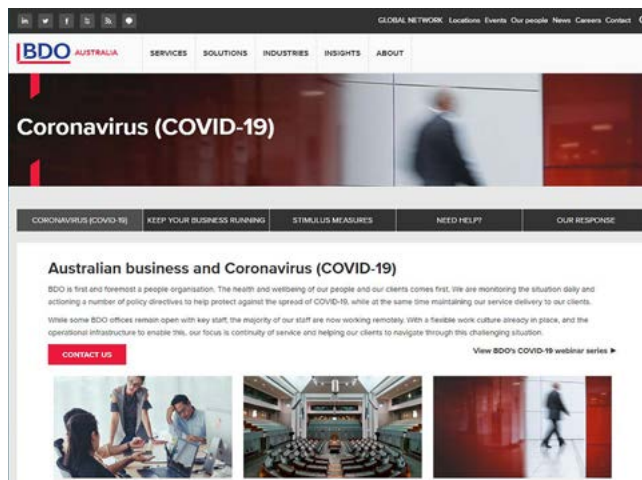 GLOBAL NETWORK Locations Events Our people News Careers Contact
BDO AUSTRALIA
SERVICES SOLUTIONS INDUSTRIES INSIGHTS ABOUT
Coronavirus (COVID-19)
CORONAVIRUS (COVID-19) KEEP YOUR BUSINESS RUNNING STIMULUS MEASURES NEED HELP? OUR RESPONSE
Australian business and Coronavirus (COVID-19)
BDO is first and foremost a people organisation. The health and wellbeing of our people and our clients comes first. We are monitoring the situation daily and
actioning a number of policy directives to help protect against the spread of COVID-19, while at the same time maintaining our service delivery to our clients.
While some BDO offices remain open with key staff, the majority of our staff are now working remotely. With a flexible work culture already in place, and the
operational infrastructure to enable this, our focus is continuity of service and helping our clients to navigate through this challenging situation.
CONTACT US
View BDO's COVID-19 webinar series ►